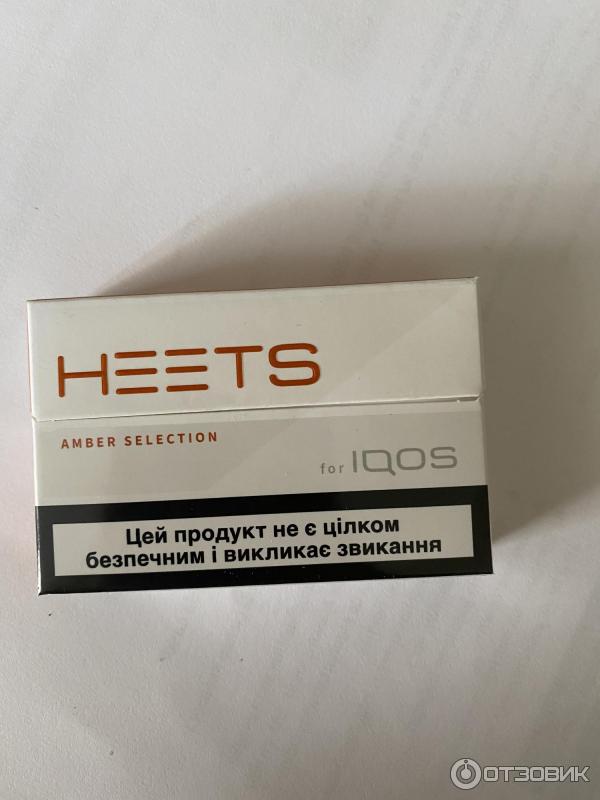 HEETS
AMBER SELECTION
for IQOS
Цей продукт не є цілком
безпечним і викликає звикання
ОТЗОВИК